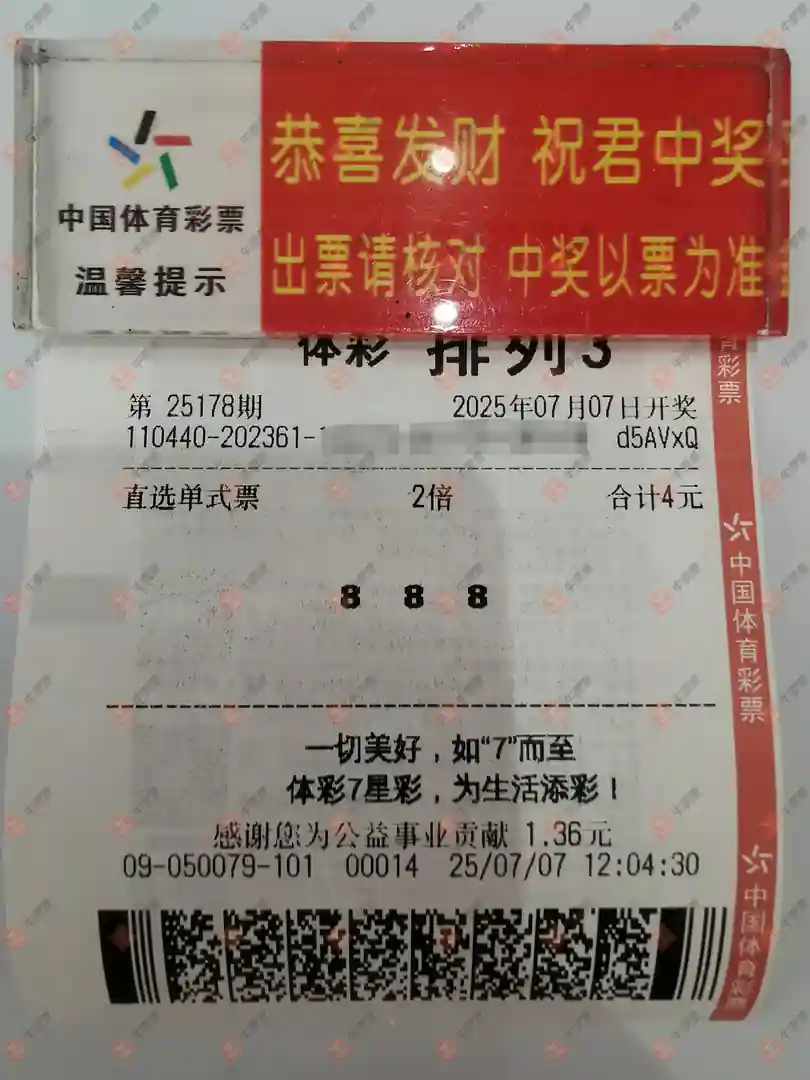 恭喜发财 祝君中奖
中国体育彩票
温馨提示
出票请核对 中奖以票为准
体彩 排列3
第 25178期 2025年07月07日开奖
110440-202361- d5AVxQ
直选单式票 2倍 合计4元
8 8 8
一切美好，如“7”而至
体彩7星彩，为生活添彩！
感谢您为公益事业贡献 1.36元
09-050079-101 00014 25/07/07 12:04:30
育彩票
中国体育彩票
中国体育彩票